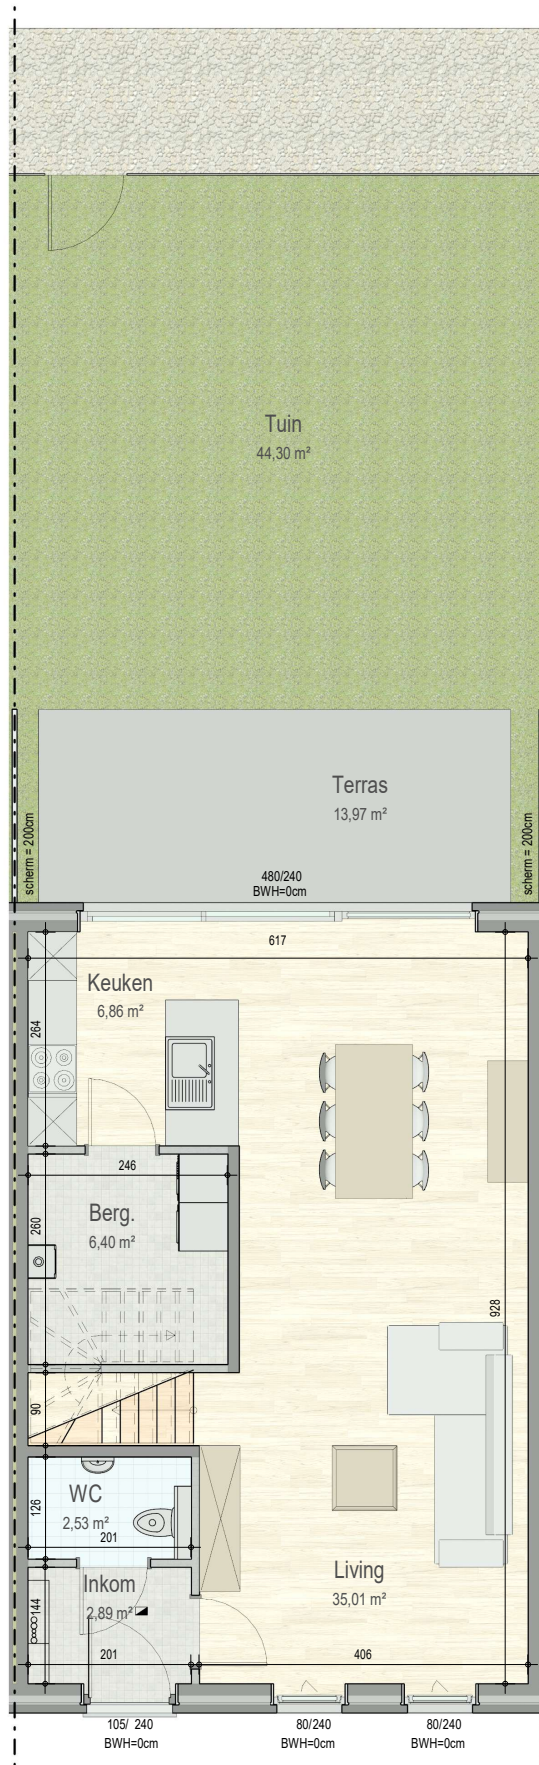 Tuin
44,30 m²
Terras
13,97 m²
scherm = 200cm
scherm = 200cm
480/240
BWH=0cm
617
Keuken
6,86 m²
264
246
Berg.
6,40 m²
260
928
90
WC
2,53 m²
126
201
Inkom
2,89 m²
144
Living
35,01 m²
201
406
105/ 240
BWH=0cm
80/240
BWH=0cm
80/240
BWH=0cm